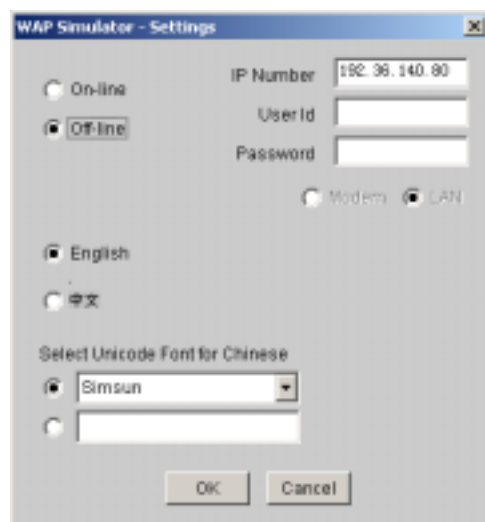 WAP Simulator - Settings
On-line
Off-line
IP Number 192. 36. 140. 80
User Id
Password
Modem LAN
English
中文
Select Unicode Font for Chinese
Simsun
OK Cancel